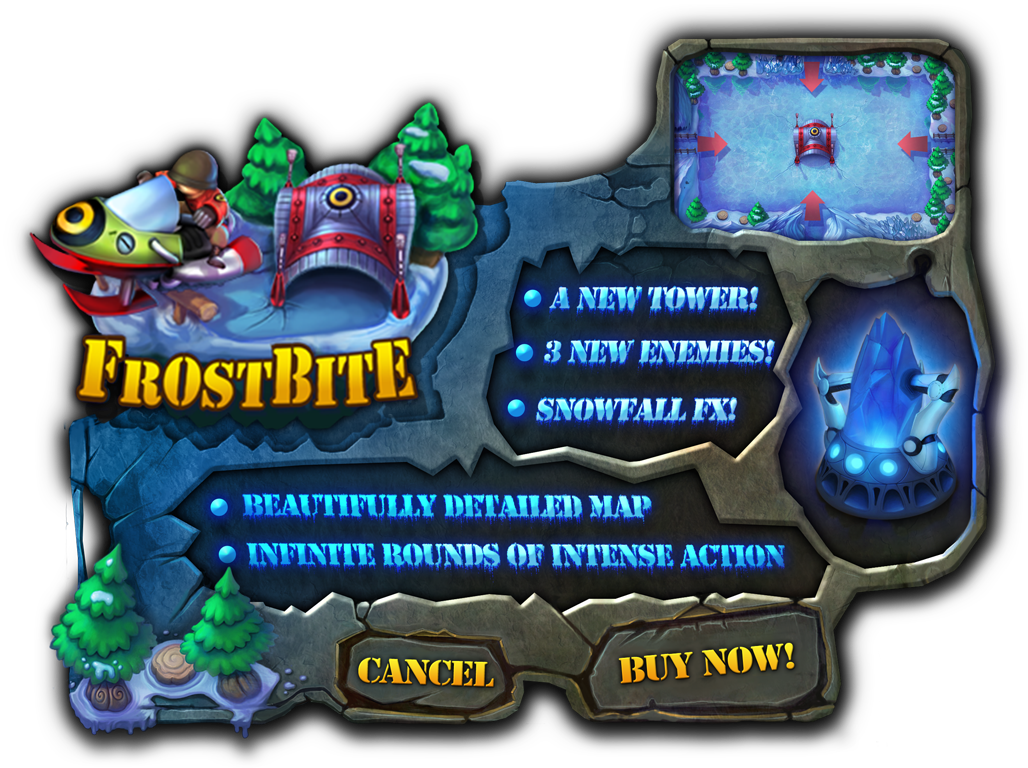 A NEW TOWER!
3 NEW ENEMIES!
SNOWFALL FX!
FROSTBITE
BEAUTIFULLY DETAILED MAP
INFINITE ROUNDS OF INTENSE ACTION
CANCEL
BUY NOW!